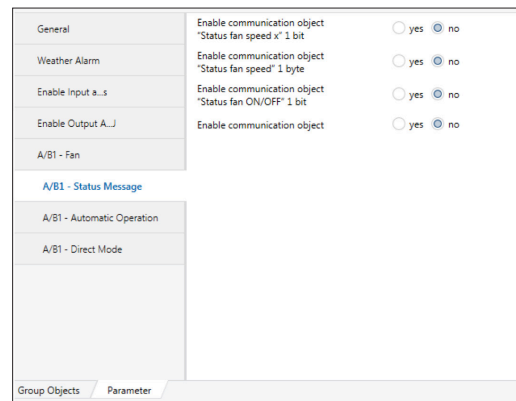 General
Weather Alarm
Enable Input a...s
Enable Output A...J
A/B1 - Fan
A/B1 - Status Message
A/B1 - Automatic Operation
A/B1 - Direct Mode
Enable communication object
"Status fan speed x" 1 bit
yes no
Enable communication object
"Status fan speed" 1 byte
yes no
Enable communication object
"Status fan ON/OFF" 1 bit
yes no
Enable communication object
yes no
Group Objects Parameter